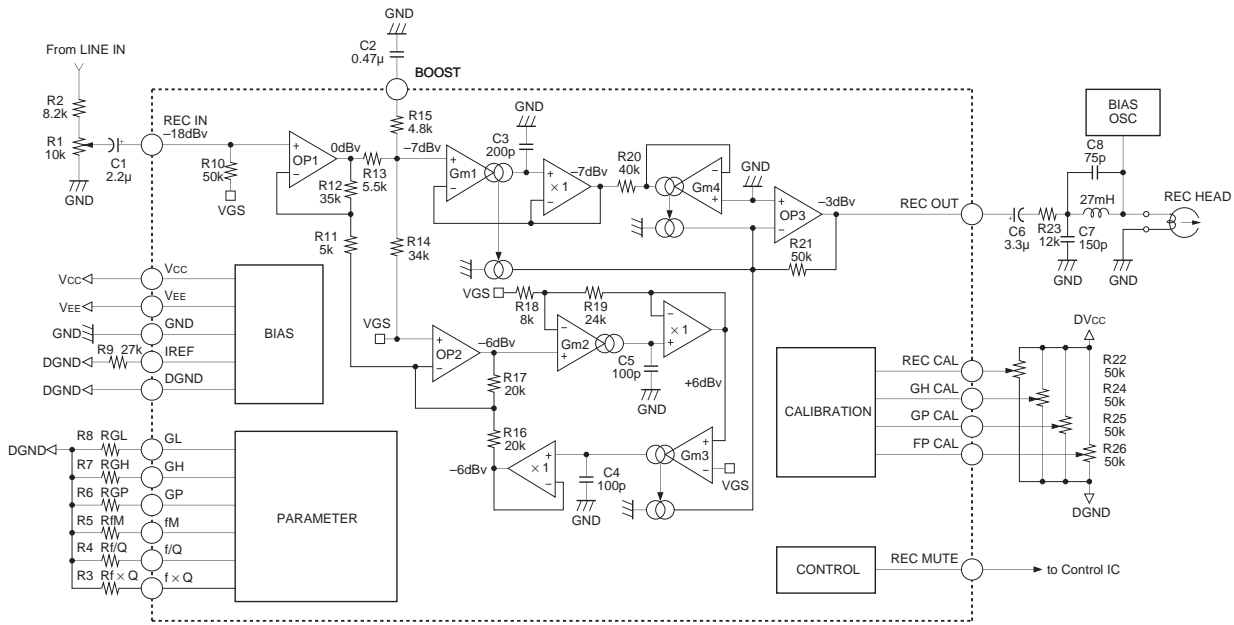 GND
C2
0.47µ
From LINE IN
BOOST
R2
8.2k
R1
10k
C1
2.2µ
REC IN
–18dBv
R10
50k
VGS
+
–
OP1
0dBv
R12
35k
R13
5.5k
R15
4.8k
–7dBv
R11
5k
R14
34k
+
–
Gm1
GND
C3
200p
+
–
× 1
–7dBv
R20
40k
–
+
Gm4
GND
+
–
OP3
–3dBv
R21
50k
REC OUT
C6
3.3µ
R23
12k
C7
150p
GND
27mH
C8
75p
BIAS
OSC
REC HEAD
GND
GND
VCC
VCC
VEE
VEE
GND
GND
R9 27k
DGND
IREF
DGND
DGND
BIAS
VGS
+
–
OP2
–6dBv
R17
20k
R16
20k
–6dBv
VGS
R18
8k
R19
24k
–
+
Gm2
C5
100p
GND
–
+
× 1
+6dBv
+
–
× 1
C4
100p
GND
+
–
Gm3
VGS
DGND
R8 RGL GL
R7 RGH GH
R6 RGP GP
R5 RfM fM
R4 Rf/Q f/Q
R3 Rf × Q f × Q
PARAMETER
CALIBRATION
REC CAL
GH CAL
GP CAL
FP CAL
DVCC
R22
50k
R24
50k
R25
50k
R26
50k
DGND
CONTROL
REC MUTE
to Control IC